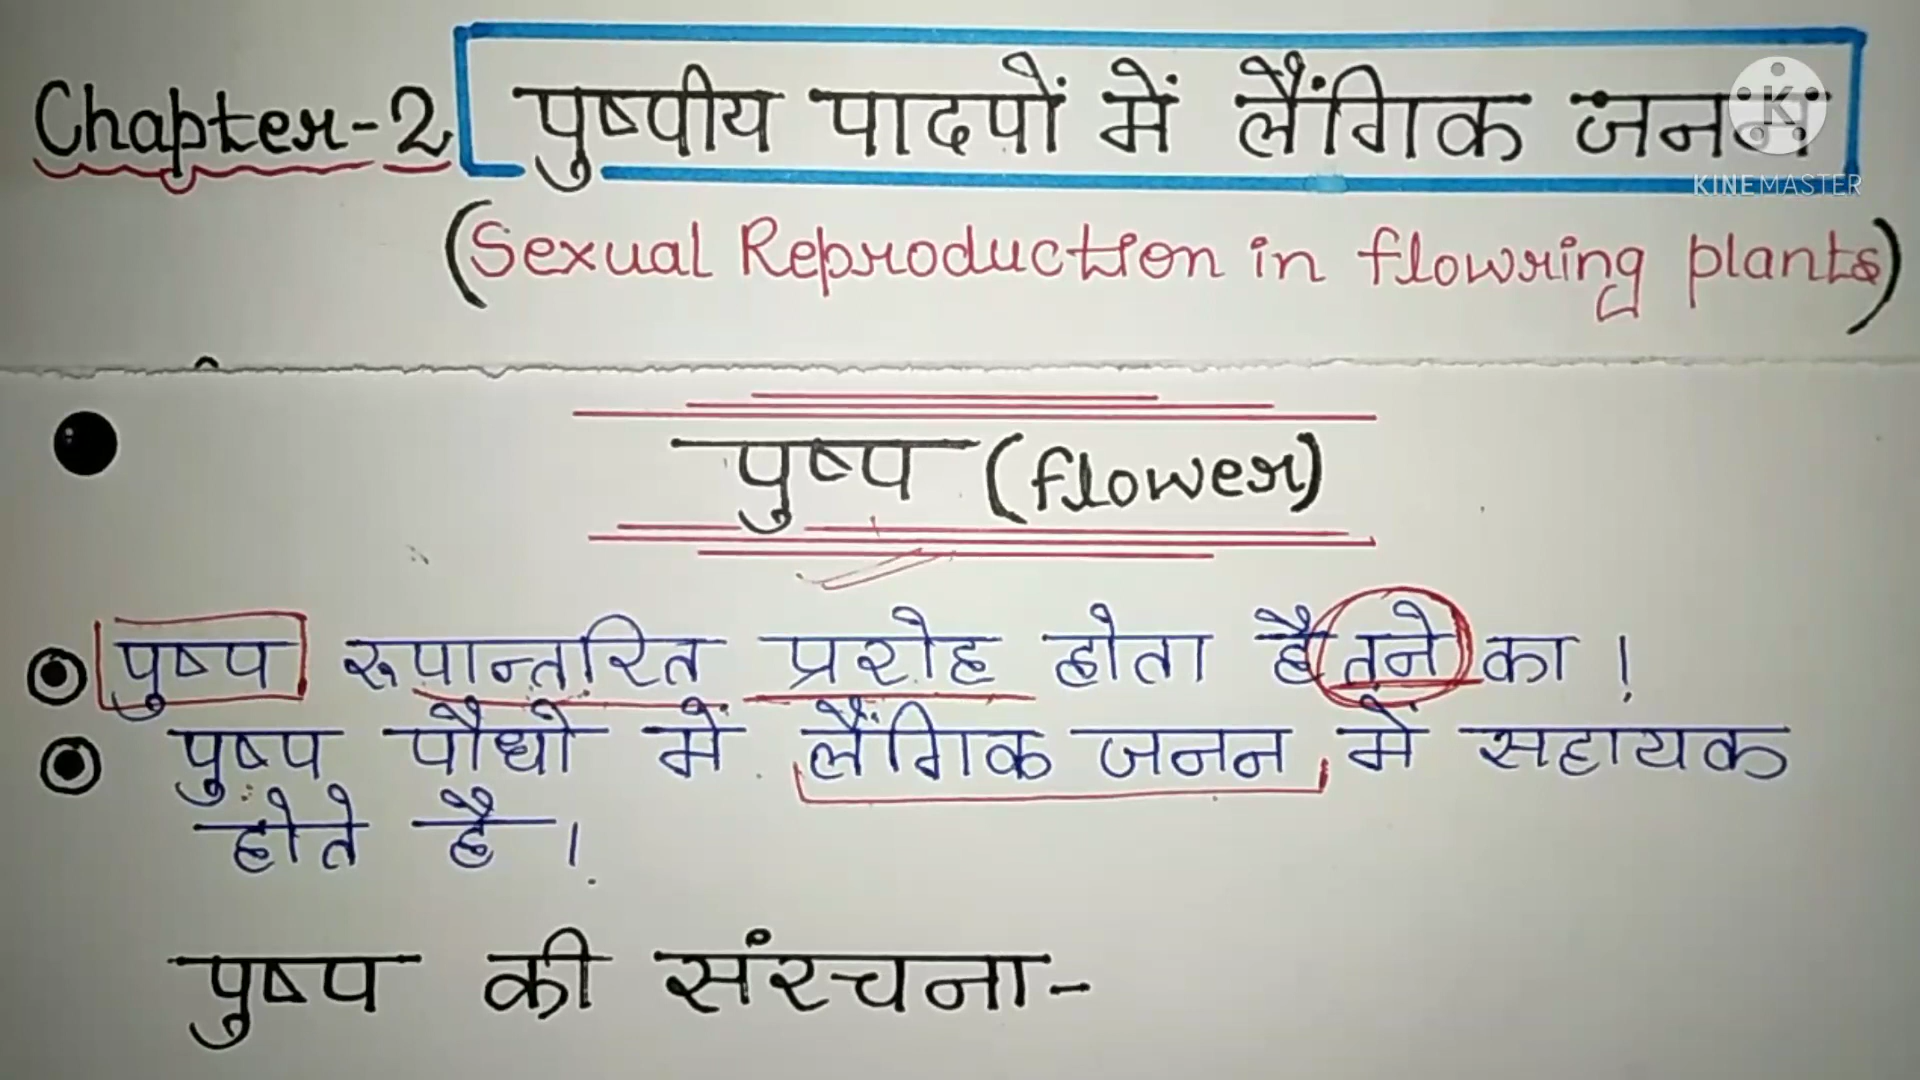 Chapter-2 पुष्पीय पादपों में लैंगिक जनन
KINEMASTER
(Sexual Reproduction in flowring plants)
पुष्प (flower)
पुष्प रूपान्तरित प्ररोह होता है तने का ।
पुष्प पौधो में लैंगिक जनन में सहायक
होते है ।
पुष्प की संरचना-